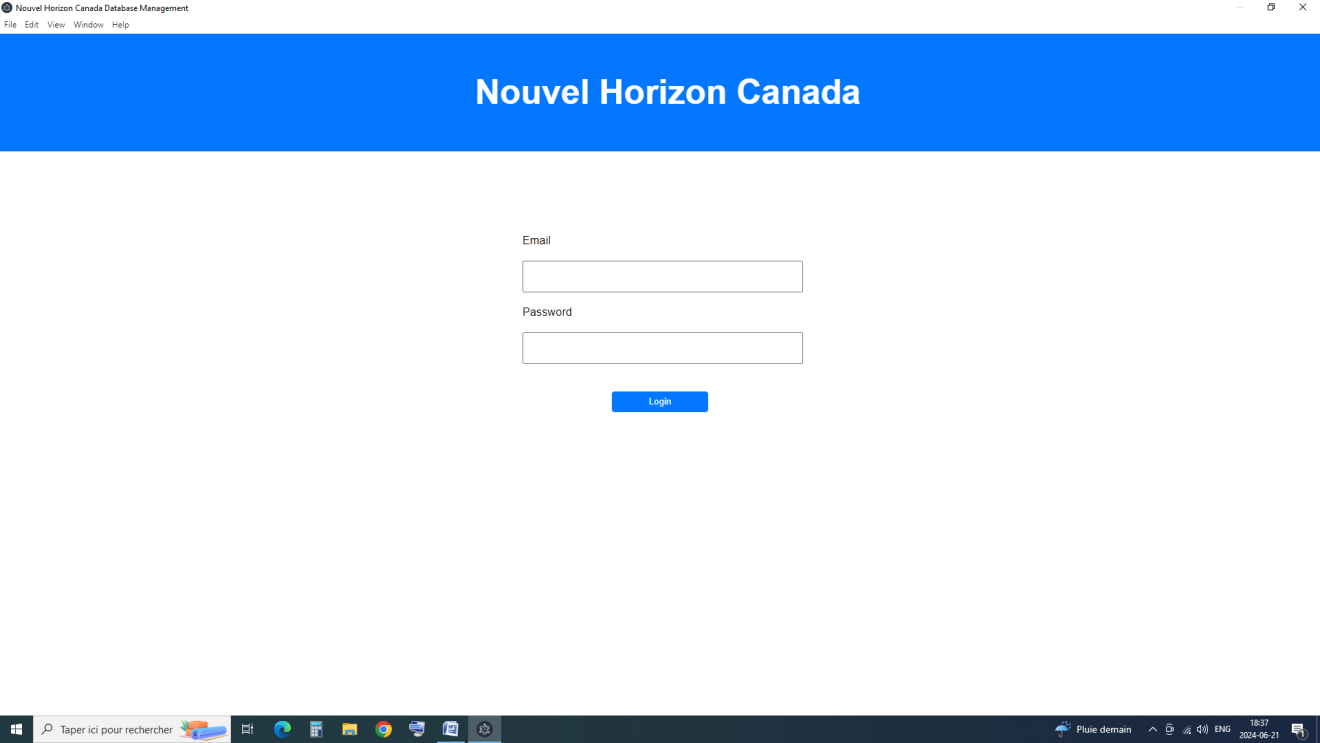 Nouvel Horizon Canada Database Management
File Edit View Window Help
Nouvel Horizon Canada
Email
Password
Login
Taper ici pour rechercher
Pluie demain
ENG
18:37
2024-06-21
1